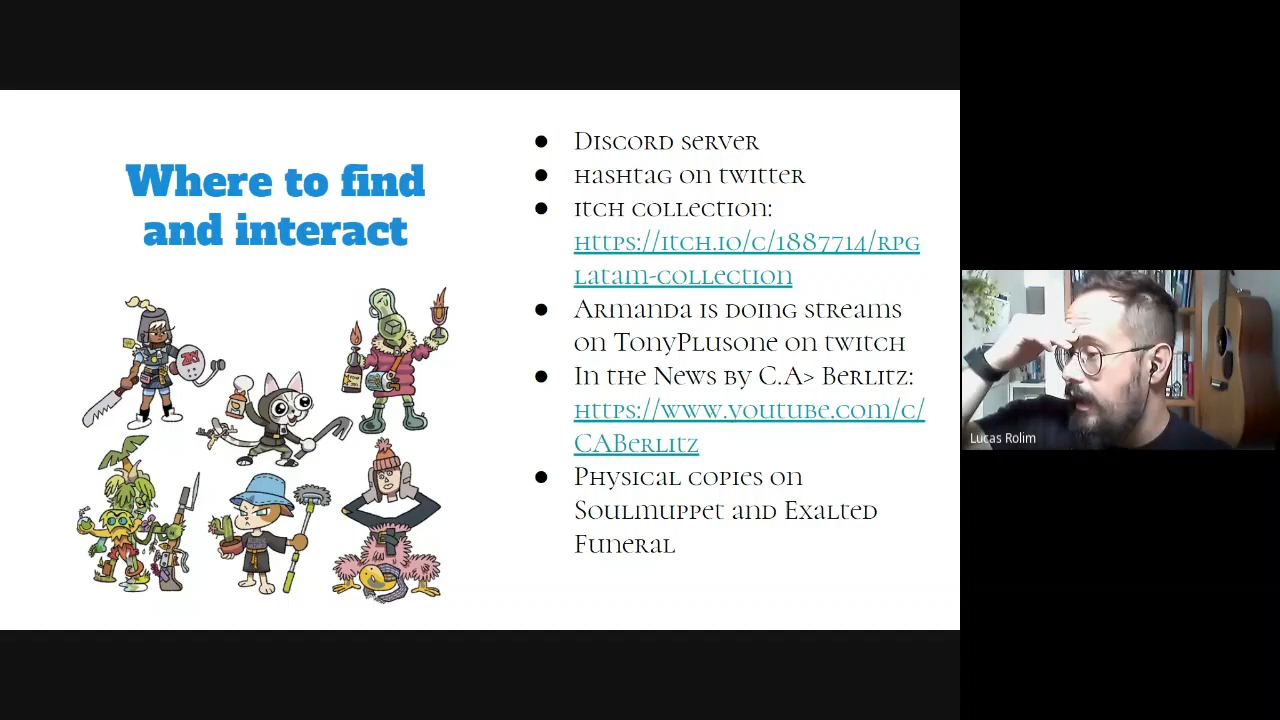 Where to find
and interact
● Discord server
● hashtag on twitter
● itch collection:
https://itch.io/c/1887714/rpg
latam-collection
● Armanda is doing streams
on TonyPlusone on twitch
● In the News by C.A> Berlitz:
https://www.youtube.com/c/
CABerlitz
● Physical copies on
Soulmuppet and Exalted
Funeral
Lucas Rolim